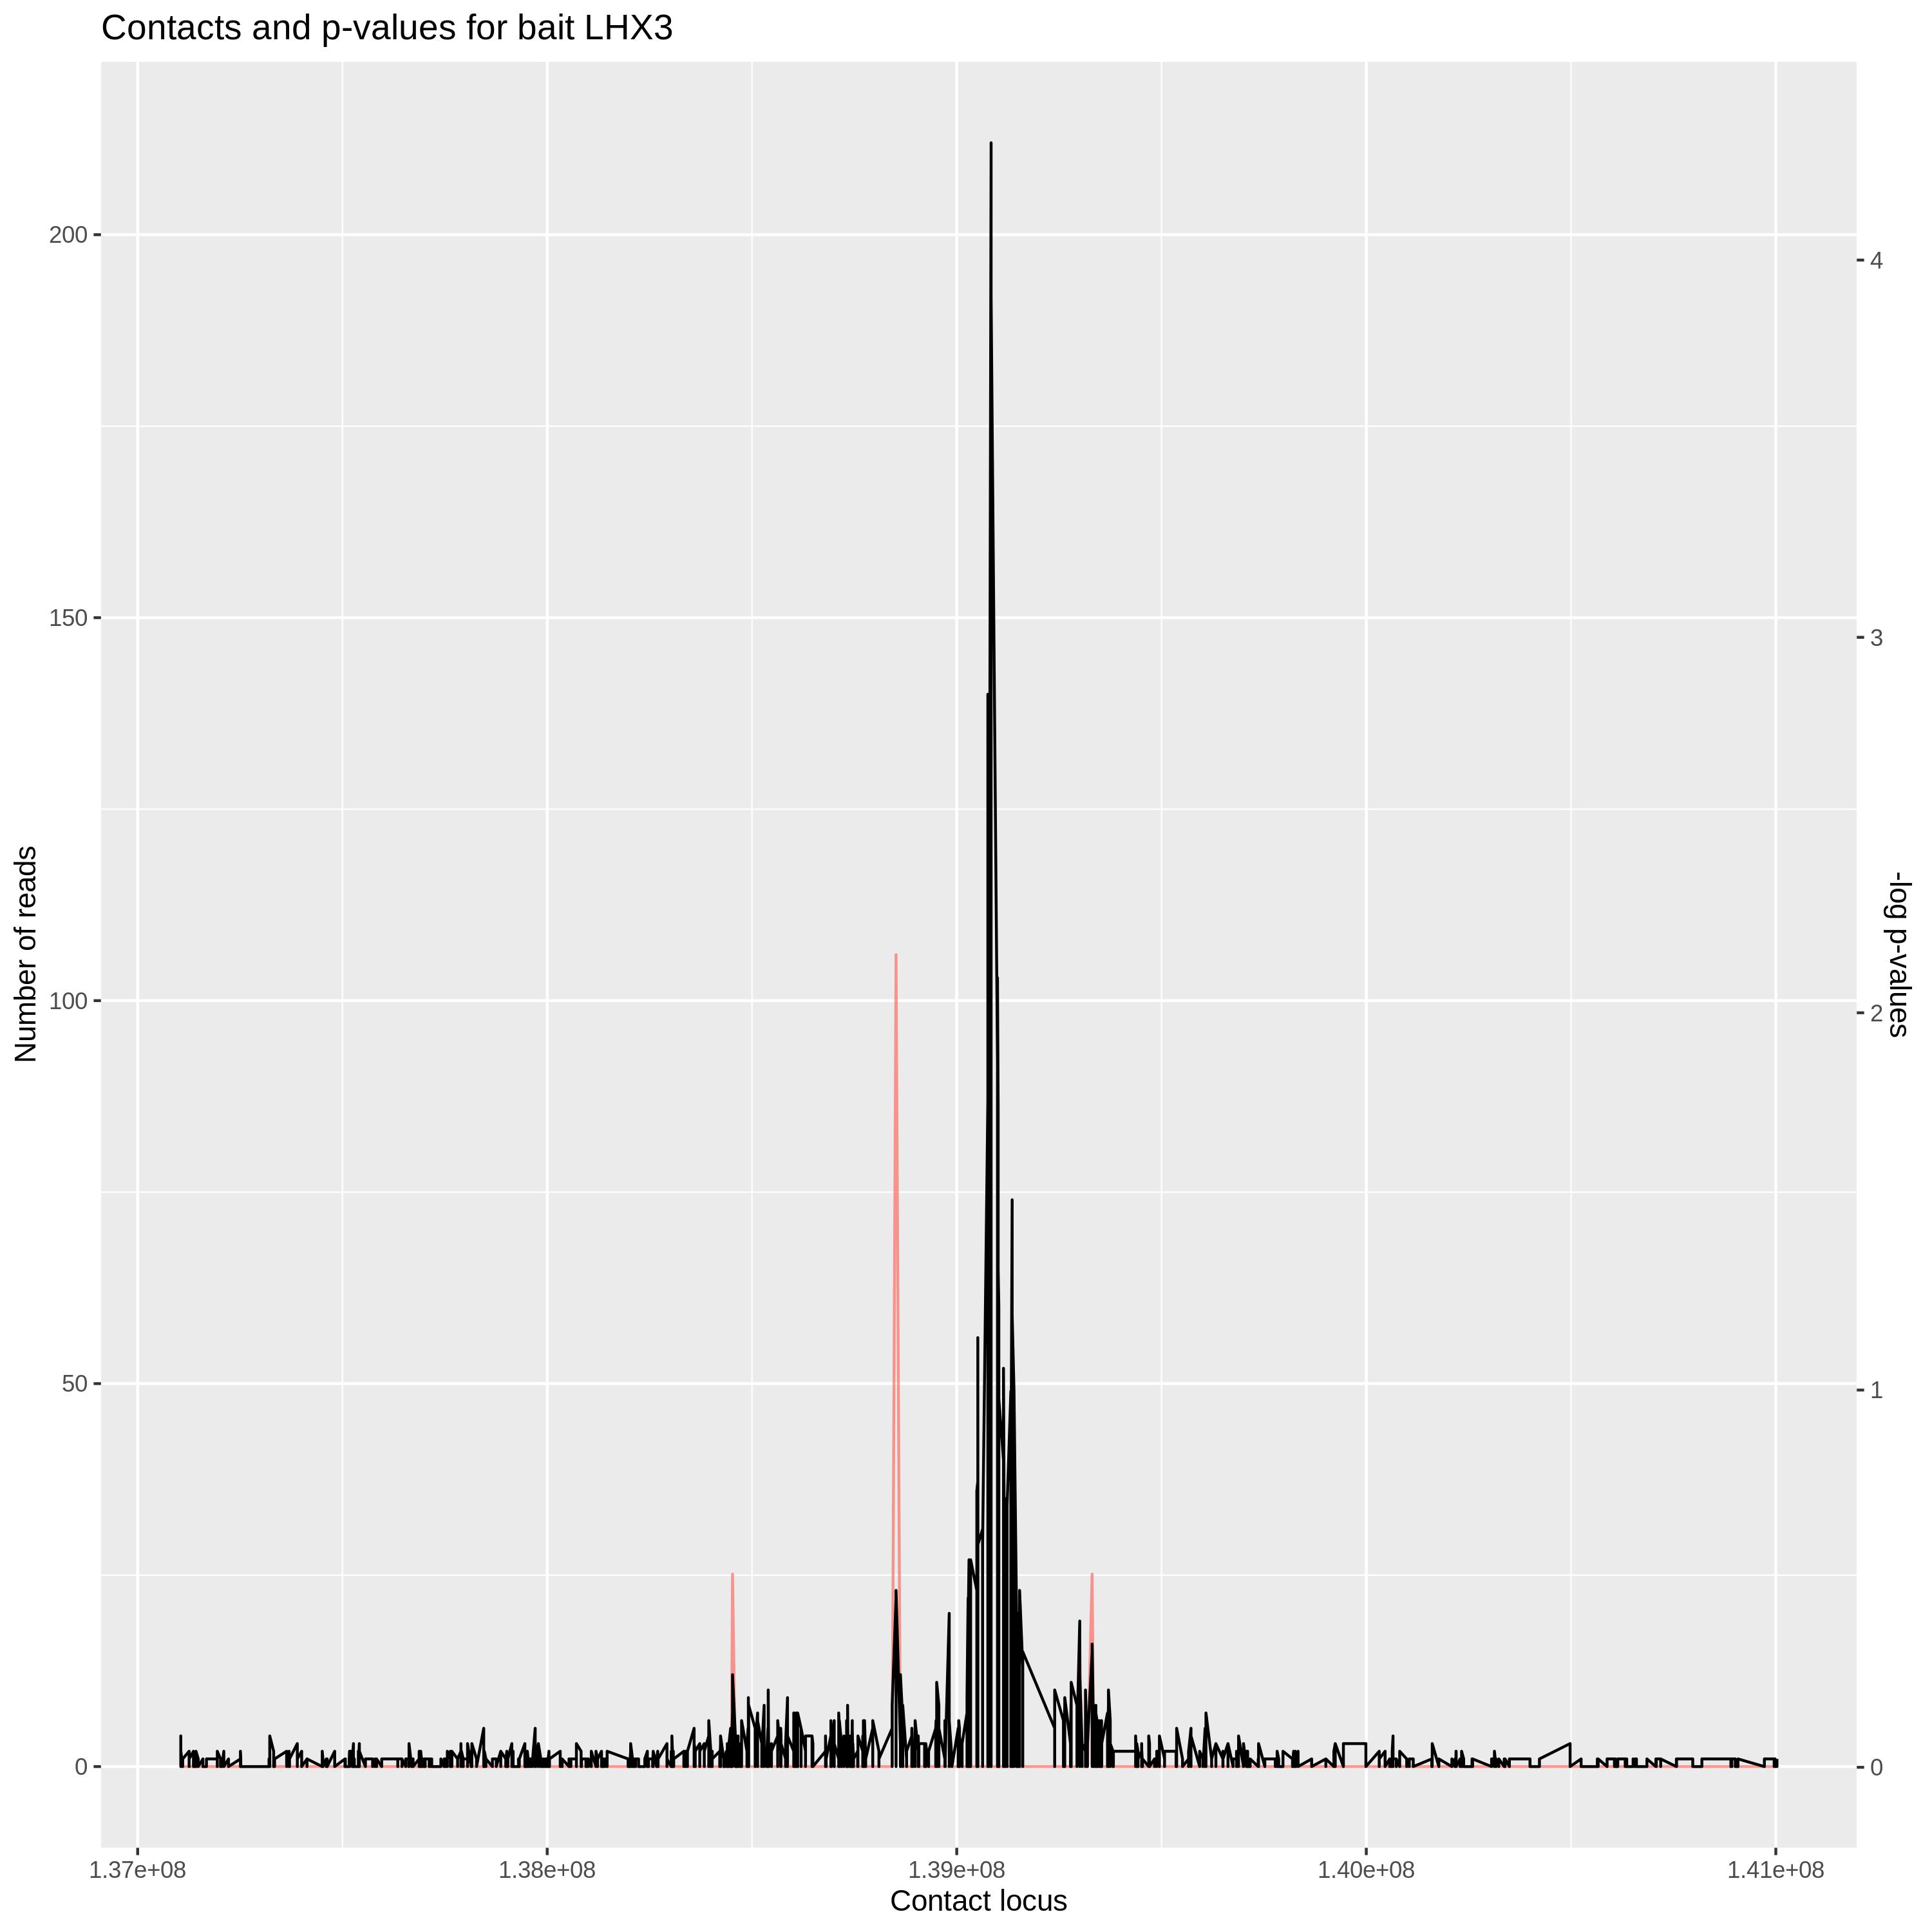 Contacts and p-values for bait LHX3
Number of reads
200
150
100
50
0
4
3
2
1
0
-log p-values
1.37e+08
1.38e+08
1.39e+08
1.40e+08
1.41e+08
Contact locus